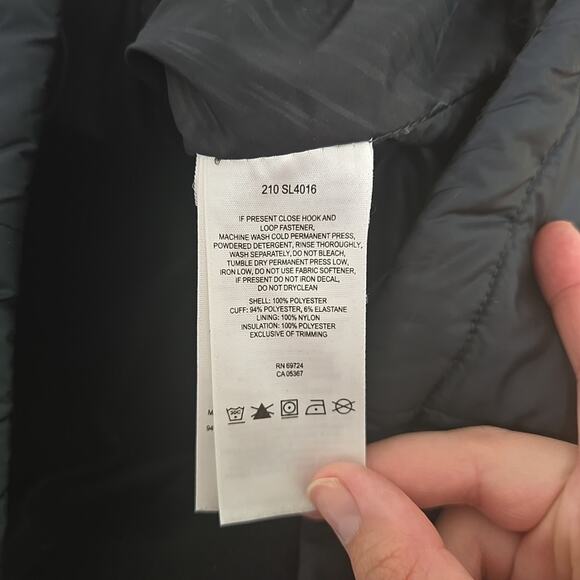 210 SL4016
IF PRESENT CLOSE HOOK AND
LOOP FASTENER,
MACHINE WASH COLD PERMANENT PRESS,
POWDERED DETERGENT, RINSE THOROUGHLY,
WASH SEPARATELY, DO NOT BLEACH,
TUMBLE DRY PERMANENT PRESS LOW,
IRON LOW, DO NOT USE FABRIC SOFTENER,
IF PRESENT DO NOT IRON DECAL,
DO NOT DRYCLEAN
SHELL: 100% POLYESTER
CUFF: 94% POLYESTER, 6% ELASTANE
LINING: 100% NYLON
INSULATION: 100% POLYESTER
EXCLUSIVE OF TRIMMING
RN 69724
CA 05367
30C